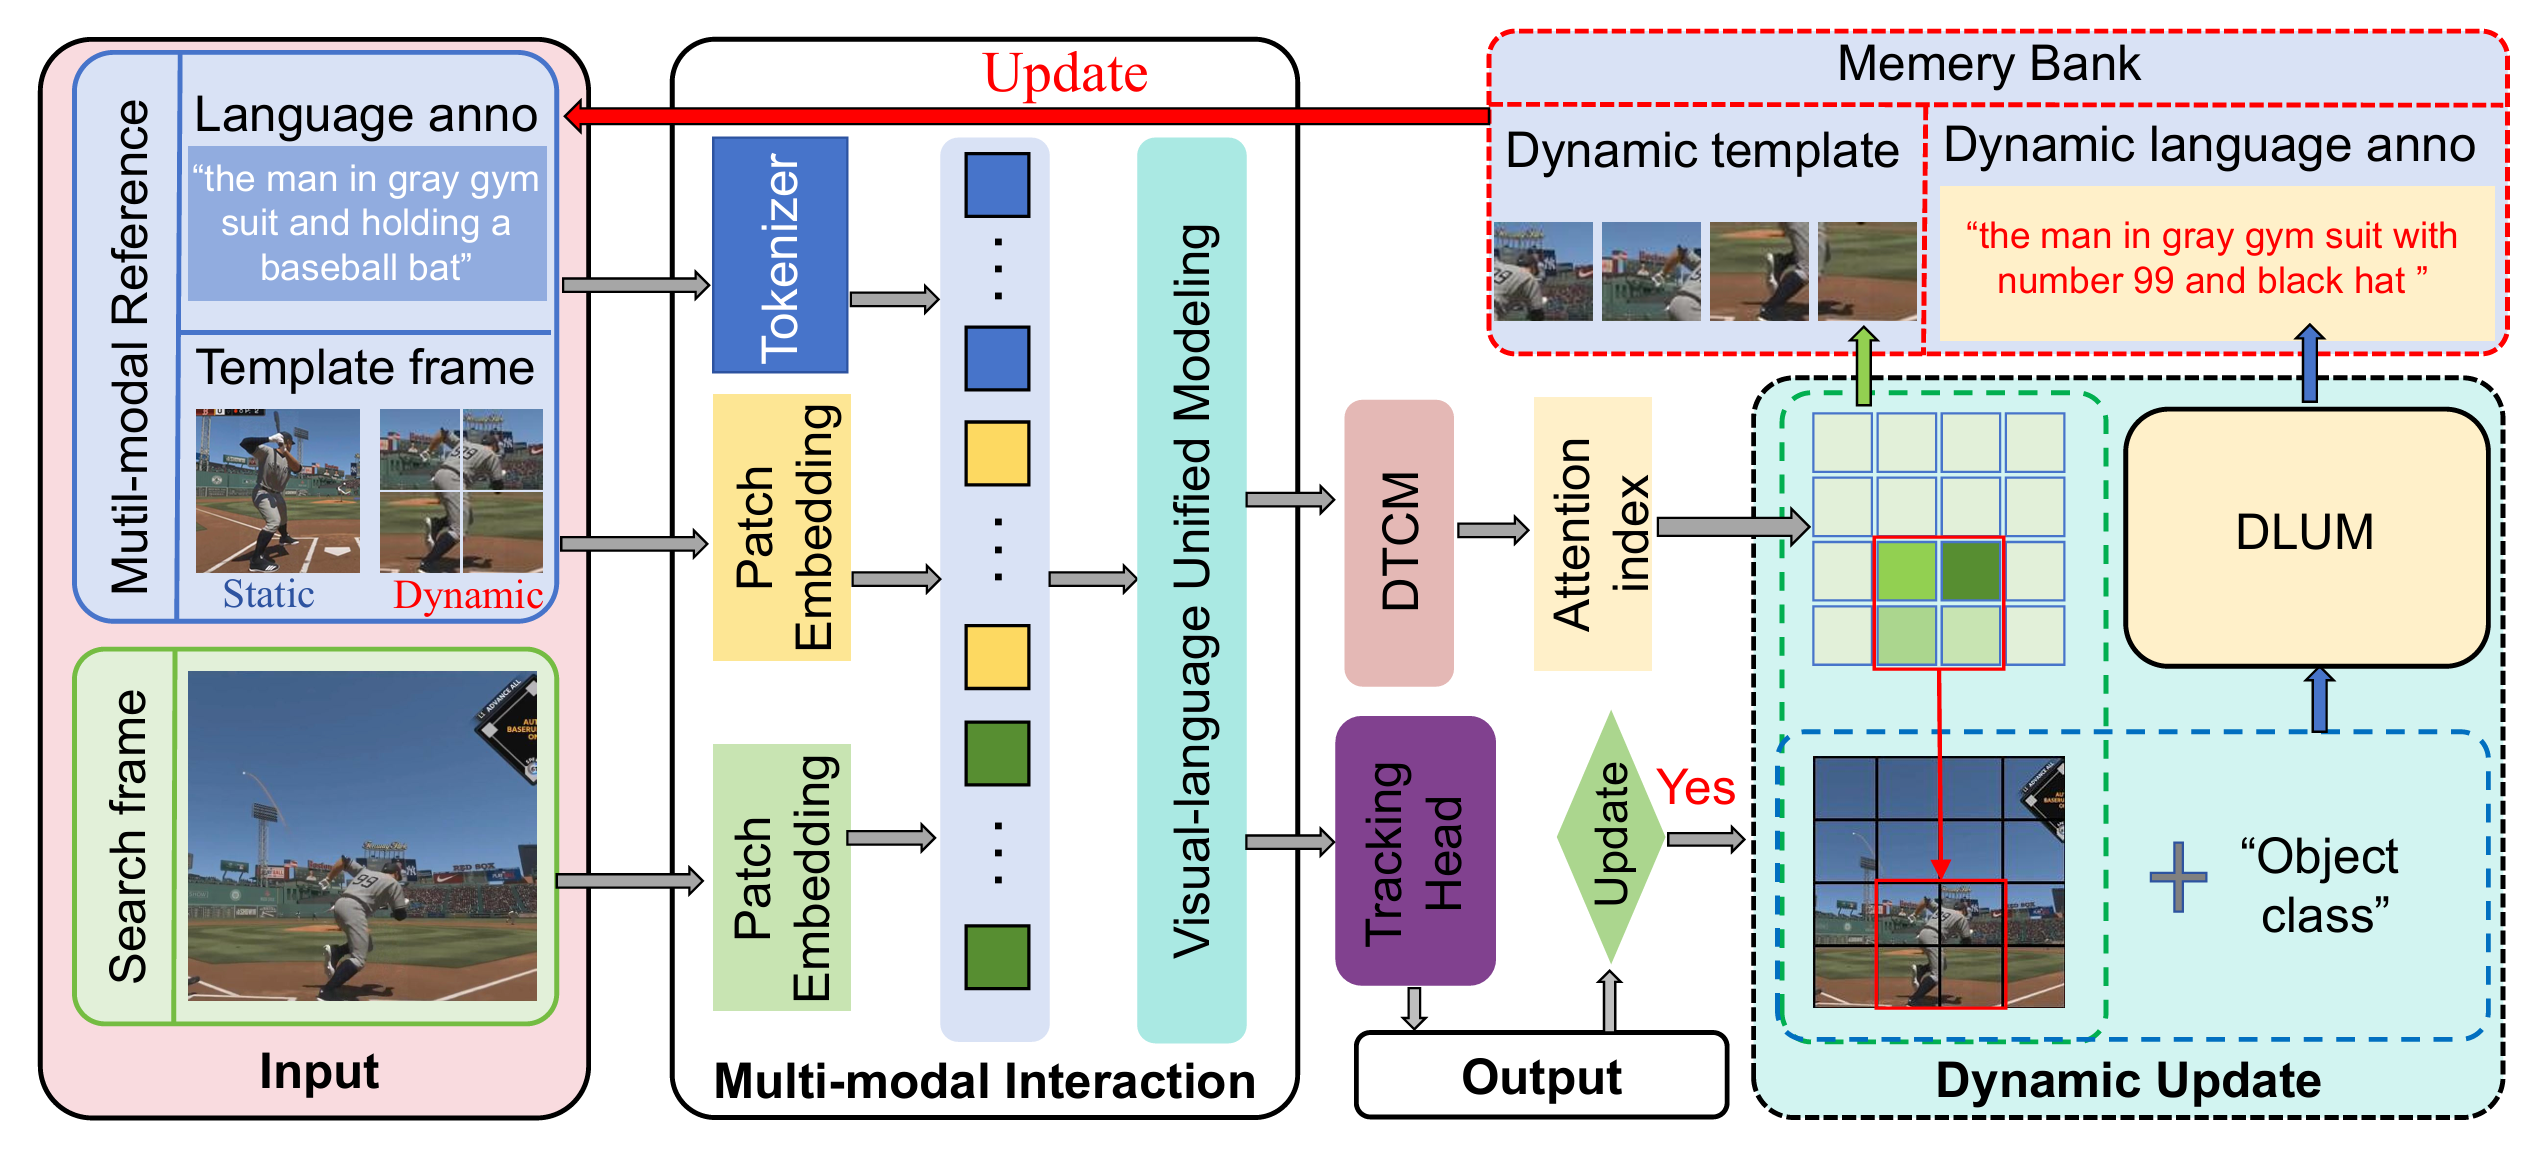 Mutil-modal Reference
Language anno
“the man in gray gym
suit and holding a
baseball bat”
Template frame
Static
Dynamic
Search frame
99
Input
Update
Tokenizer
Patch
Embedding
Patch
Embedding
Visual-language Unified Modeling
Multi-modal Interaction
DTCM
Attention
index
Tracking
Head
Update
Yes
Output
Memery Bank
Dynamic template
Dynamic language anno
“the man in gray gym suit with
number 99 and black hat ”
DLUM
“Object
class”
Dynamic Update